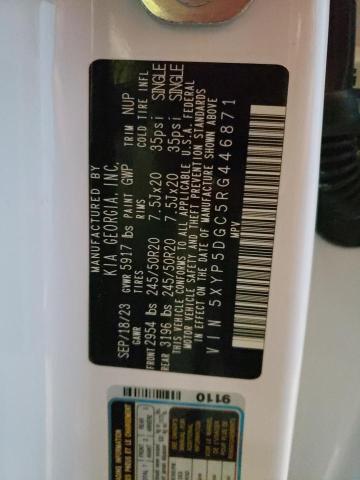 MANUFACTURED BY
KIA GEORGIA INC.
SEP/18/23 GVWR 5917 lbs PAINT GWP TRIM NUP
GAWR TIRES RIMS COLD TIRE INFL
FRONT 2954 lbs 245/50R20 7.5Jx20 35psi SINGLE
REAR 3196 lbs 245/50R20 7.5Jx20 35psi SINGLE
THIS VEHICLE CONFORMS TO ALL APPLICABLE U.S.A. FEDERAL
MOTOR VEHICLE SAFETY AND THEFT PREVENTION STANDARDS
IN EFFECT ON THE DATE OF MANUFACTURE SHOWN ABOVE
VIN 5XYP5DGC5RG446871
MPV
9110